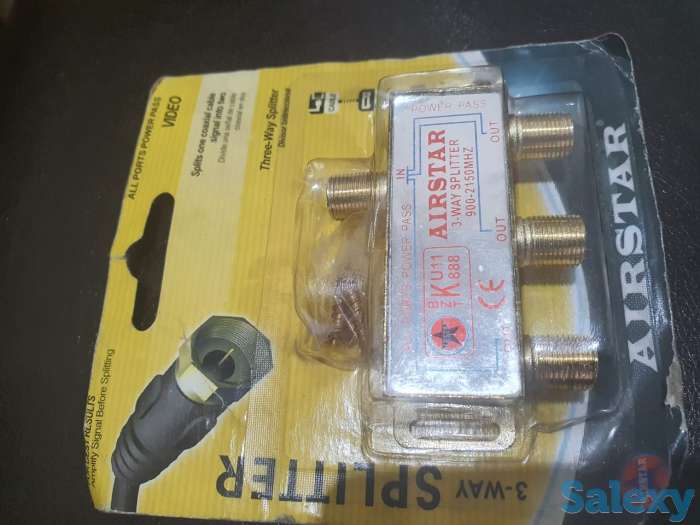 ALL PORTS POWER PASS
VIDEO
Splits one coaxial cable
signal into two
Three-Way Splitter
CABLE
POWER PASS
OUT
IN
AIRSTAR
3-WAY SPLITTER
900-2150MHZ
OUT
PORTS POWER PASS
KU11
888
CE
AIRSTAR
RESULTS
Amplify Signal Before Splitting
3-WAY SPLITTER
Salexy